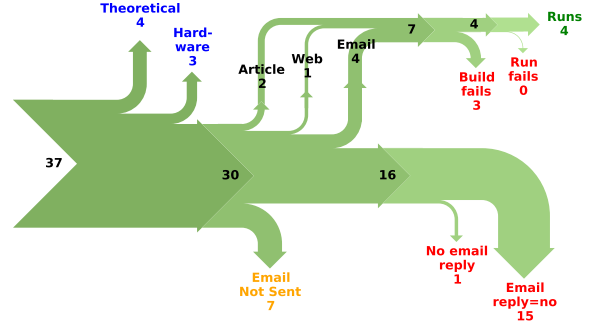 Theoretical
4
Hard-
ware
3
Article
2
Web
1
Email
4
7
4
Runs
4
Build
fails
3
Run
fails
0
37
30
16
Email
Not Sent
7
No email
reply
1
Email
reply=no
15